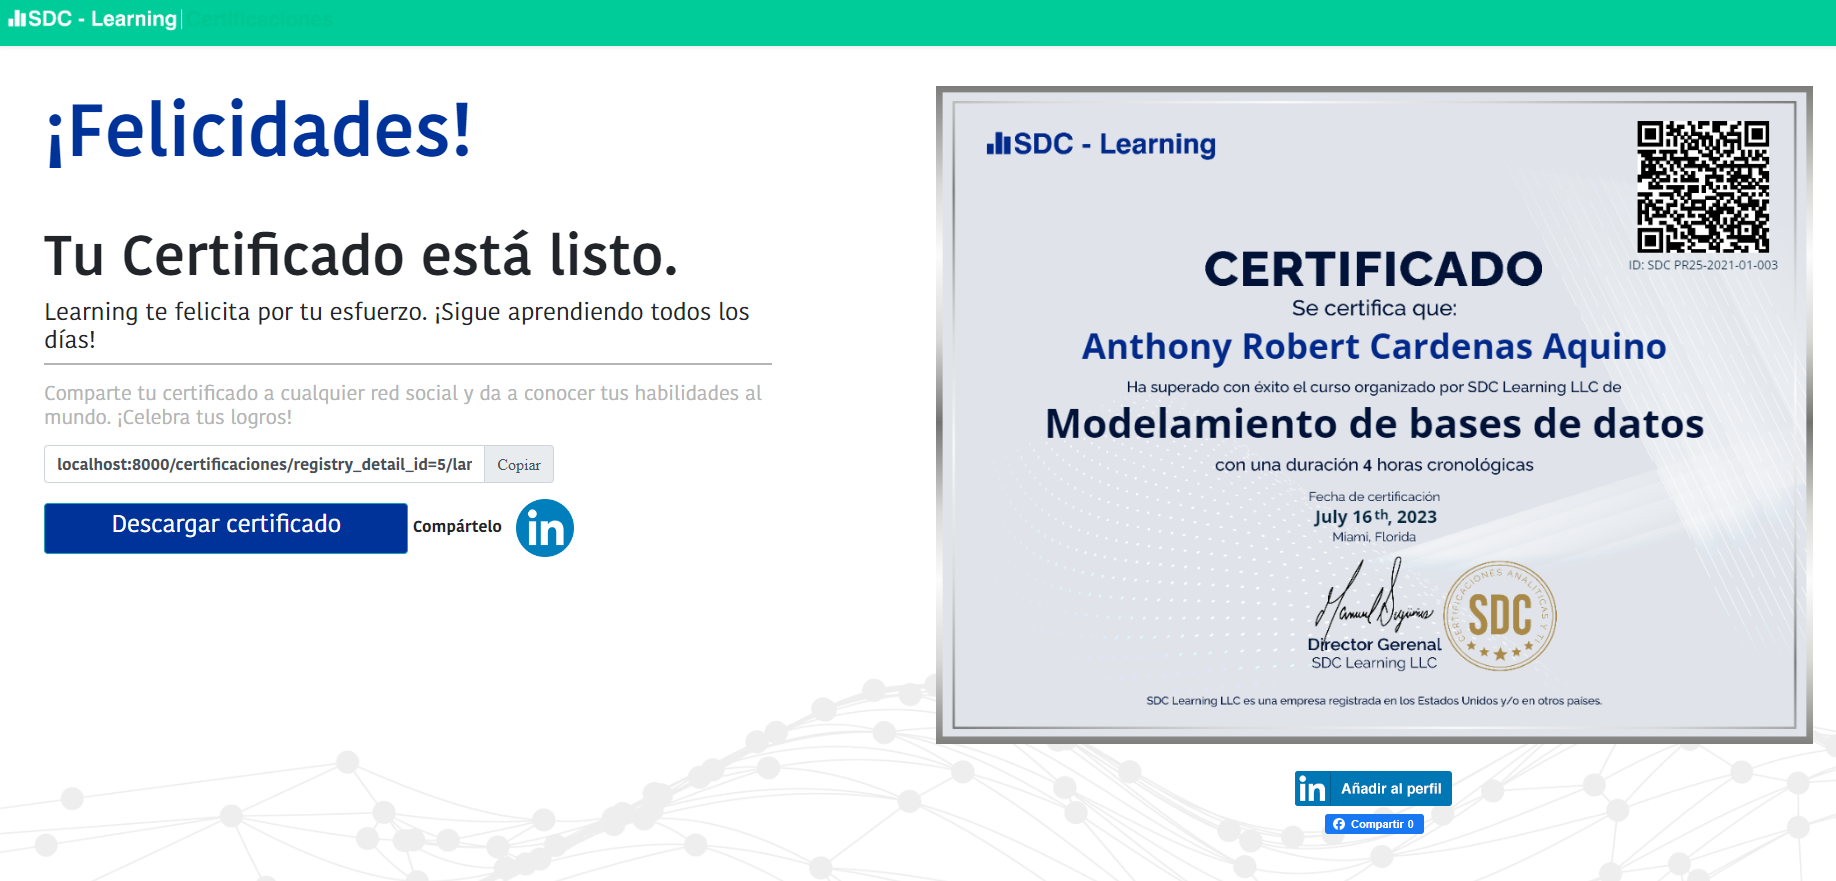 SDC - Learning
Certificaciones
¡Felicidades!
Tu Certificado está listo.
Learning te felicita por tu esfuerzo. ¡Sigue aprendiendo todos los
días!
Comparte tu certificado a cualquier red social y da a conocer tus habilidades al
mundo. ¡Celebra tus logros!
localhost:8000/certificaciones/registry_detail_id=5/lar
Copiar
Descargar certificado
Compártelo
in
SDC - Learning
ID: SDC PR25-2021-01-003
CERTIFICADO
Se certifica que:
Anthony Robert Cardenas Aquino
Ha superado con éxito el curso organizado por SDC Learning LLC de
Modelamiento de bases de datos
con una duración 4 horas cronológicas
Fecha de certificación
July 16th, 2023
Miami, Florida
CERTIFICACIONES ANALITICAS Y TI
SDC
Director Gerenal
SDC Learning LLC
SDC Learning LLC es una empresa registrada en los Estados Unidos y/o en otros países.
in Añadir al perfil
Compartir 0